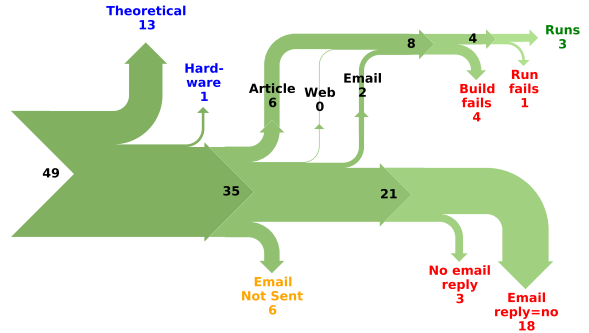 Theoretical
13
Hard-
ware
1
49
Article
6
Web
0
Email
2
8
4
Runs
3
Build
fails
4
Run
fails
1
35
21
Email
Not Sent
6
No email
reply
3
Email
reply=no
18